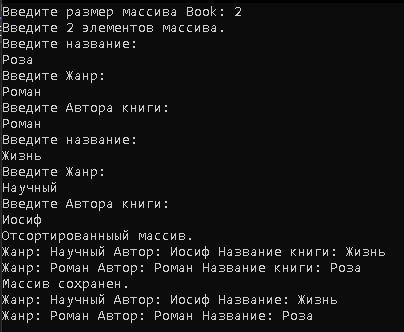 Введите размер массива Book: 2
Введите 2 элементов массива.
Введите название:
Роза
Введите Жанр:
Роман
Введите Автора книги:
Роман
Введите название:
Жизнь
Введите Жанр:
Научный
Введите Автора книги:
Иосиф
Отсортированныый массив.
Жанр: Научный Автор: Иосиф Название книги: Жизнь
Жанр: Роман Автор: Роман Название книги: Роза
Массив сохранен.
Жанр: Научный Автор: Иосиф Название: Жизнь
Жанр: Роман Автор: Роман Название: Роза